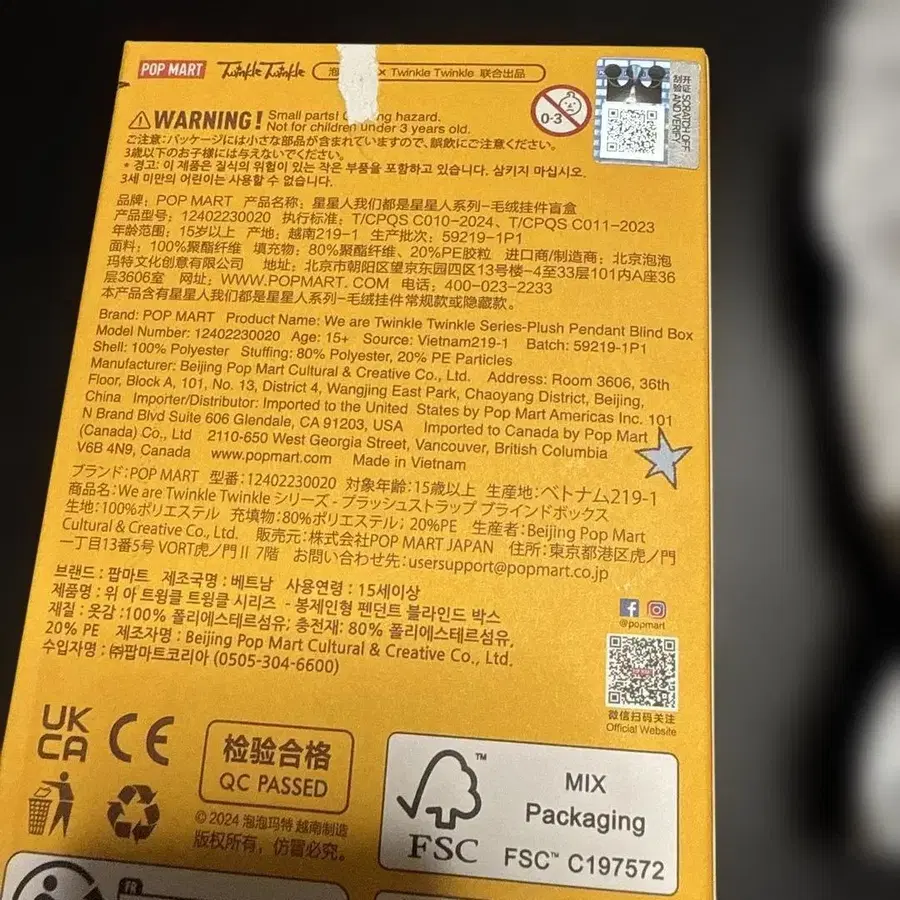 POP MART Twinkle Twinkle 泡 x Twinkle Twinkle 联合出品
刮开验证 SCRATCH OFF AND VERIFY
WARNING! Small parts! hazard.
Not for children under 3 years old.
0-3
ご注意：パッケージには小さな部品が含まれていますので、誤飲にご注意ください。
3歳以下のお子様には与えないでください。
* 경고: 이 제품은 질식의 위험이 있는 작은 부품을 포함하고 있습니다. 삼키지 마십시오.
3세 미만의 어린이는 사용할 수 없습니다.
品牌：POP MART 产品名称：星星人我们都是星星人系列-毛绒挂件盲盒
产品型号：12402230020 执行标准：T/CPQS C010-2024、T/CPQS C011-2023
年龄范围：15岁以上 产地：越南219-1 生产批次：59219-1P1
面料：100%聚酯纤维 填充物：80%聚酯纤维、20%PE胶粒 进口商/制造商：北京泡泡
玛特文化创意有限公司 地址：北京市朝阳区望京东园四区13号楼-4至33层101内A座36
层3606室 网址：WWW.POPMART.COM 电话：400-023-2233
本产品含有星星人我们都是星星人系列-毛绒挂件常规款或隐藏款。
Brand: POP MART Product Name: We are Twinkle Twinkle Series-Plush Pendant Blind Box
Model Number: 12402230020 Age: 15+ Source: Vietnam219-1 Batch: 59219-1P1
Shell: 100% Polyester Stuffing: 80% Polyester, 20% PE Particles
Manufacturer: Beijing Pop Mart Cultural & Creative Co., Ltd. Address: Room 3606, 36th
Floor, Block A, 101, No. 13, District 4, Wangjing East Park, Chaoyang District, Beijing,
China Importer/Distributor: Imported to the United States by Pop Mart Americas Inc. 101
N Brand Blvd Suite 606 Glendale, CA 91203, USA Imported to Canada by Pop Mart
(Canada) Co., Ltd 2110-650 West Georgia Street, Vancouver, British Columbia
V6B 4N9, Canada www.popmart.com Made in Vietnam
ブランド：POP MART 型番：12402230020 対象年齢：15歳以上 生産地：ベトナム219-1
商品名：We are Twinkle Twinkle シリーズ - プラッシュストラップ ブラインドボックス
生地：100%ポリエステル 充填物：80%ポリエステル；20%PE 生産者：Beijing Pop Mart
Cultural & Creative Co., Ltd. 販売元：株式会社POP MART JAPAN 住所：東京都港区虎ノ門
一丁目13番5号 VORT虎ノ門II 7階 お問い合わせ先：usersupport@popmart.co.jp
브랜드 : 팝마트 제조국명 : 베트남 사용연령 : 15세이상
제품명 : 위 아 트윙클 트윙클 시리즈 - 봉제인형 펜던트 블라인드 박스
재질 : 옷감 :100% 폴리에스테르섬유; 충전재: 80% 폴리에스테르섬유,
20% PE 제조자명 : Beijing Pop Mart Cultural & Creative Co., Ltd.
수입자명 : ㈜팝마트코리아 (0505-304-6600)
@popmart
微信扫码关注
Official Website
UK
CA CE
检验合格
QC PASSED
© 2024 泡泡玛特 越南制造
版权所有，仿冒必究。
FSC™
MIX
Packaging
FSC™ C197572
FR